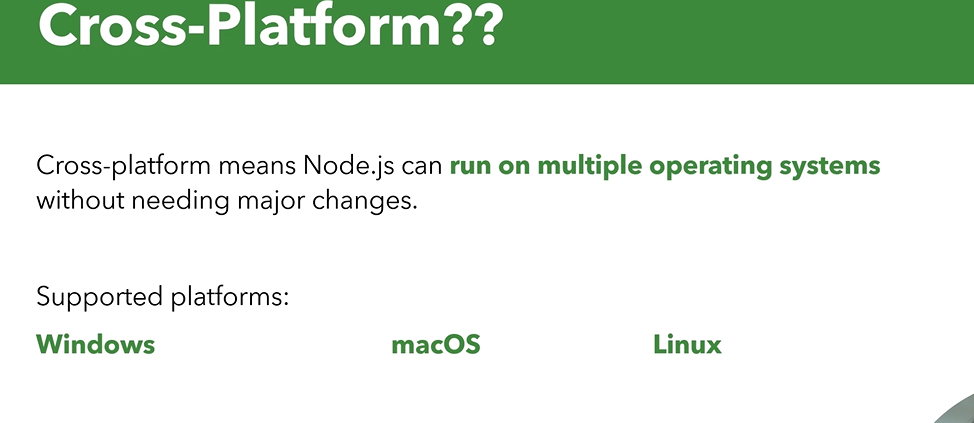 Cross-Platform??
Cross-platform means Node.js can run on multiple operating systems
without needing major changes.
Supported platforms:
Windows macOS Linux